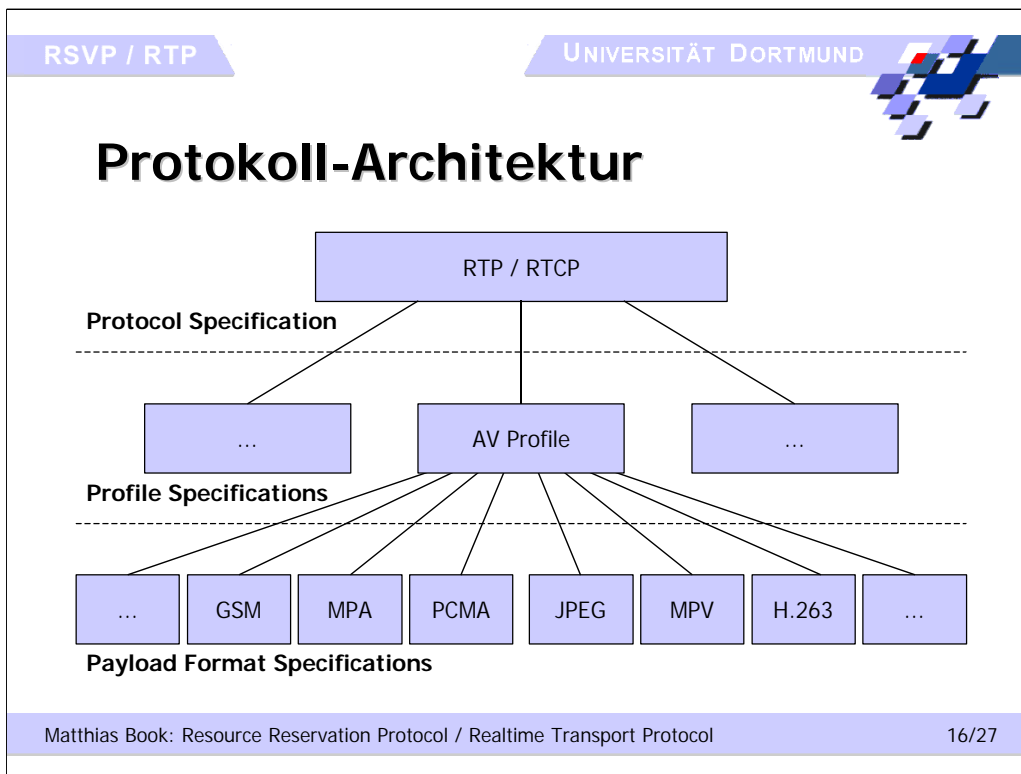 RSVP / RTP
UNIVERSITÄT DORTMUND
Protokoll-Architektur
RTP / RTCP
Protocol Specification
...
AV Profile
...
Profile Specifications
...
GSM
MPA
PCMA
JPEG
MPV
H.263
...
Payload Format Specifications
Matthias Book: Resource Reservation Protocol / Realtime Transport Protocol
16/27